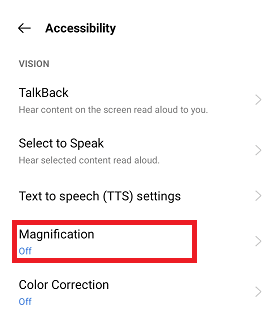 Accessibility
VISION
TalkBack
Hear content on the screen read aloud to you.
Select to Speak
Hear selected content read aloud.
Text to speech (TTS) settings
Magnification
Off
Color Correction
Off